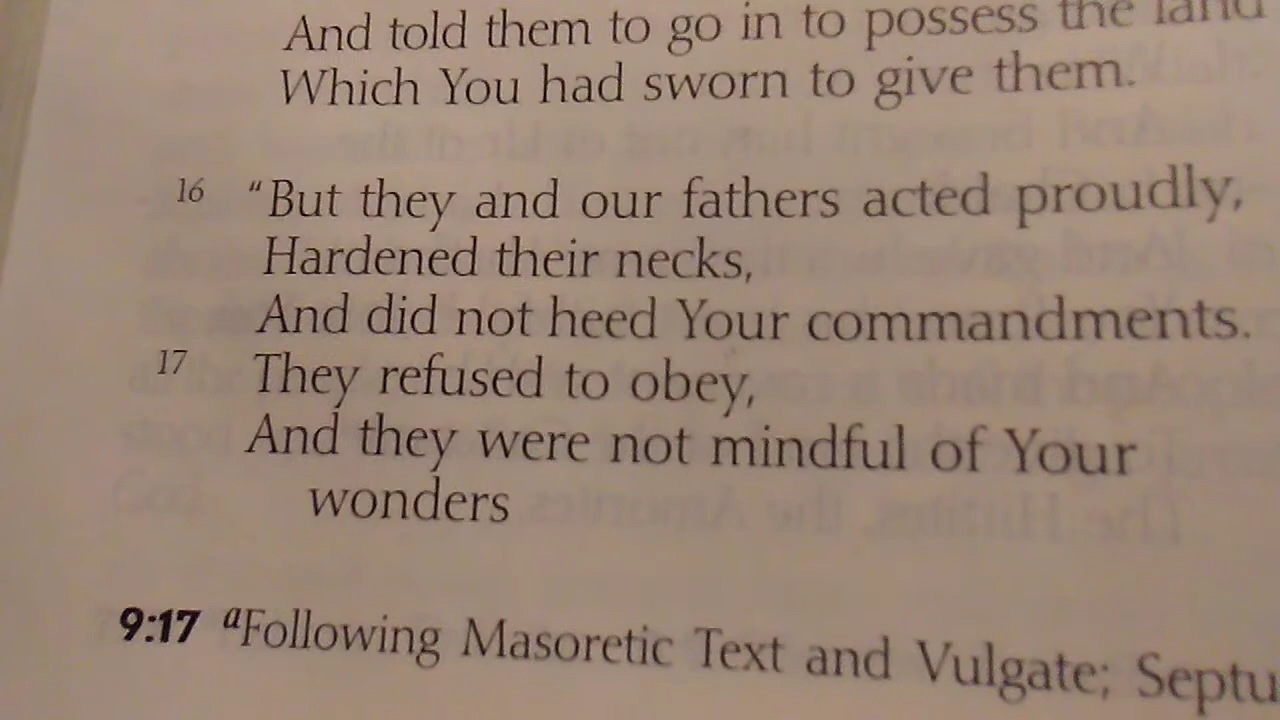 And told them to go in to possess the land
Which You had sworn to give them.
16 “But they and our fathers acted proudly,
Hardened their necks,
And did not heed Your commandments.
17 They refused to obey,
And they were not mindful of Your
wonders
9:17 aFollowing Masoretic Text and Vulgate; Septu